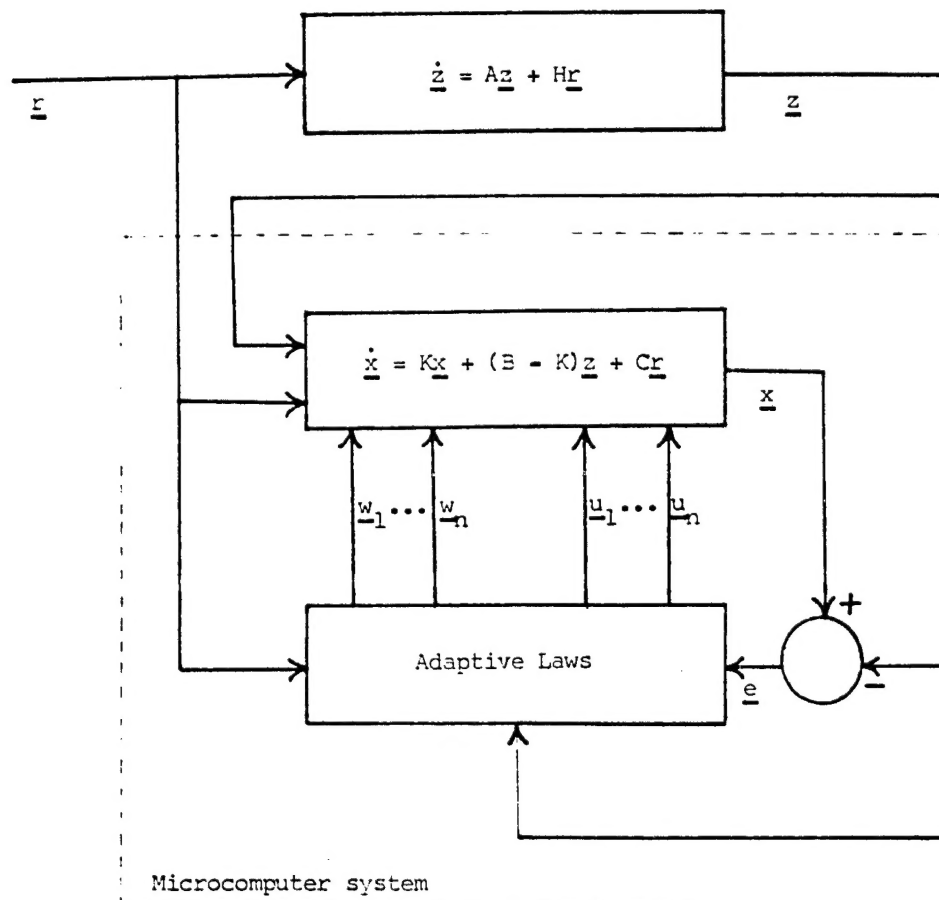 ż = Az + Hr
r
z
ẋ = Kx + (B - K)z + Cr
x
w1 ··· wn
u1 ··· un
+
Adaptive Laws
e
-
Microcomputer system